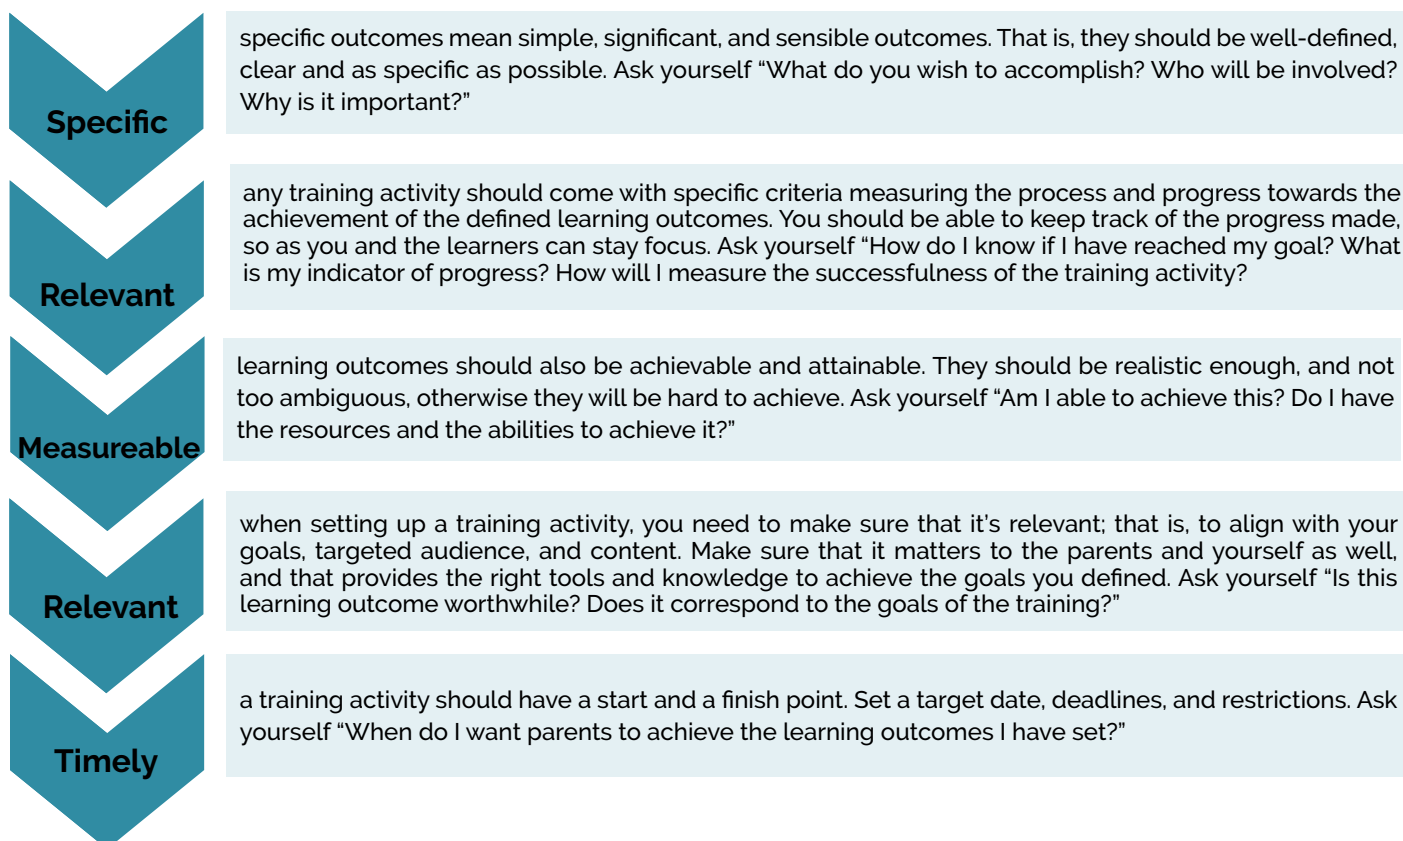 Specific
specific outcomes mean simple, significant, and sensible outcomes. That is, they should be well-defined,
clear and as specific as possible. Ask yourself “What do you wish to accomplish? Who will be involved?
Why is it important?”
Relevant
any training activity should come with specific criteria measuring the process and progress towards the
achievement of the defined learning outcomes. You should be able to keep track of the progress made,
so as you and the learners can stay focus. Ask yourself “How do I know if I have reached my goal? What
is my indicator of progress? How will I measure the successfulness of the training activity?
Measureable
learning outcomes should also be achievable and attainable. They should be realistic enough, and not
too ambiguous, otherwise they will be hard to achieve. Ask yourself “Am I able to achieve this? Do I have
the resources and the abilities to achieve it?”
Relevant
when setting up a training activity, you need to make sure that it’s relevant; that is, to align with your
goals, targeted audience, and content. Make sure that it matters to the parents and yourself as well,
and that provides the right tools and knowledge to achieve the goals you defined. Ask yourself “Is this
learning outcome worthwhile? Does it correspond to the goals of the training?”
Timely
a training activity should have a start and a finish point. Set a target date, deadlines, and restrictions. Ask
yourself “When do I want parents to achieve the learning outcomes I have set?”